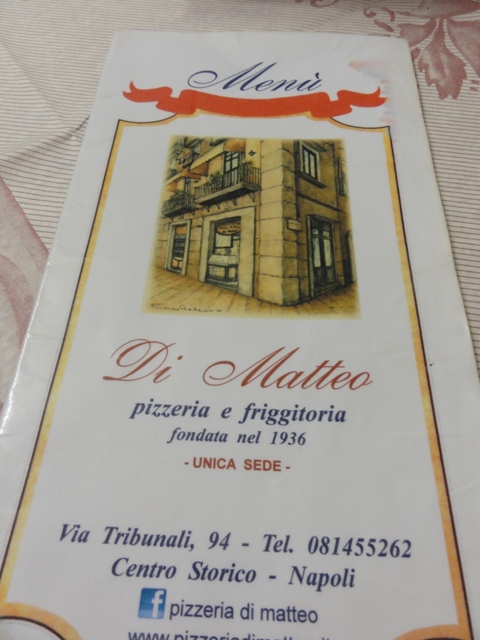 Menù
Di Matteo
pizzeria e friggitoria
fondata nel 1936
- UNICA SEDE -
Via Tribunali, 94 - Tel. 081455262
Centro Storico - Napoli
f pizzeria di matteo